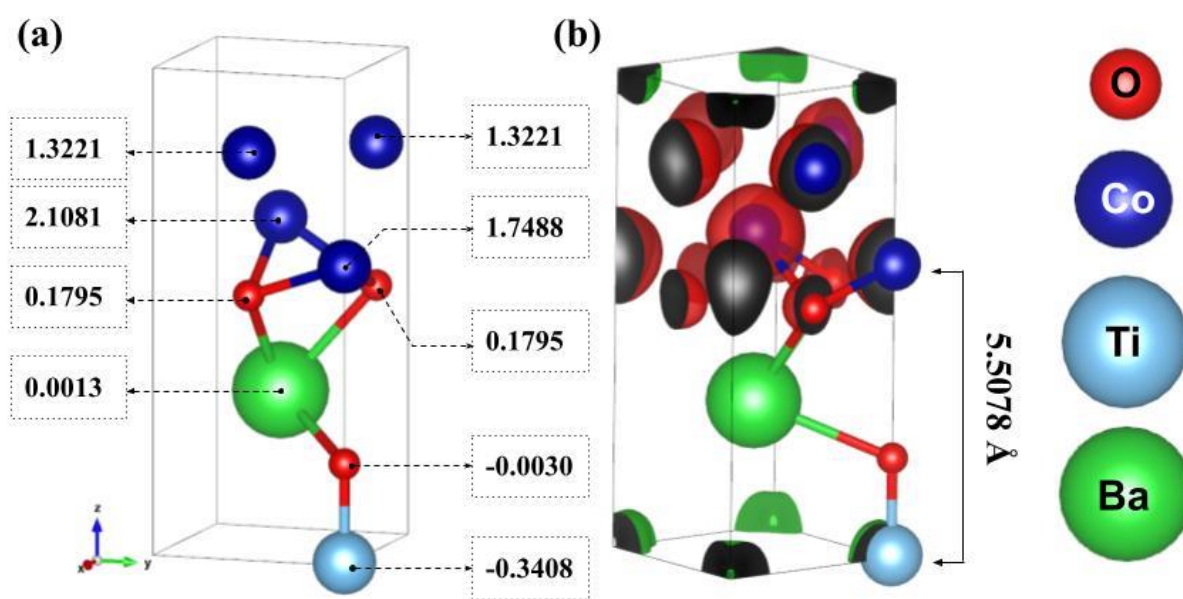 (a)
1.3221
2.1081
0.1795
0.0013
1.3221
1.7488
0.1795
-0.0030
-0.3408
z
x
y
(b)
5.5078 Å
O
Co
Ti
Ba